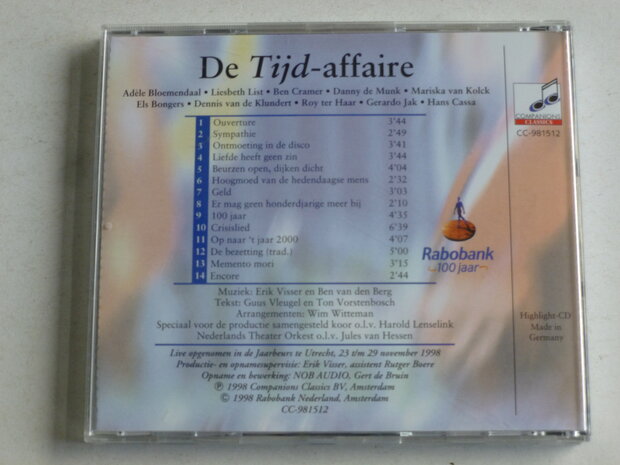 De Tijd-affaire
Adèle Bloemendaal • Liesbeth List • Ben Cramer • Danny de Munk • Mariska van Kolck
Els Bongers • Dennis van de Klundert • Roy ter Haar • Gerardo Jak • Hans Cassa
COMPANIONS
CLASSICS
CC-981512
1 Ouverture 3'44
2 Sympathie 2'49
3 Ontmoeting in de disco 3'41
4 Liefde heeft geen zin 3'44
5 Beurzen open, dijken dicht 4'04
6 Hoogmoed van de hedendaagse mens 2'32
7 Geld 3'03
8 Er mag geen honderdjarige meer bij 2'10
9 100 jaar 4'35
10 Crisislied 6'39
11 Op naar 't jaar 2000 4'07
12 De bezetting (trad.) 5'00
13 Memento mori 3'15
14 Encore 2'44
Rabobank
100 jaar
Muziek: Erik Visser en Ben van den Berg
Tekst: Guus Vleugel en Ton Vorstenbosch
Arrangementen: Wim Witteman
Speciaal voor de productie samengesteld koor o.l.v. Harold Lenselink
Nederlands Theater Orkest o.l.v. Jules van Hessen
Highlight-CD
Made in
Germany
Live opgenomen in de Jaarbeurs te Utrecht, 23 t/m 29 november 1998
Productie- en opnamesupervisie: Erik Visser, assistent Rutger Boere
Opname en bewerking: NOB AUDIO, Gert de Bruin
℗ 1998 Companions Classics BV, Amsterdam
© 1998 Rabobank Nederland, Amsterdam
CC-981512